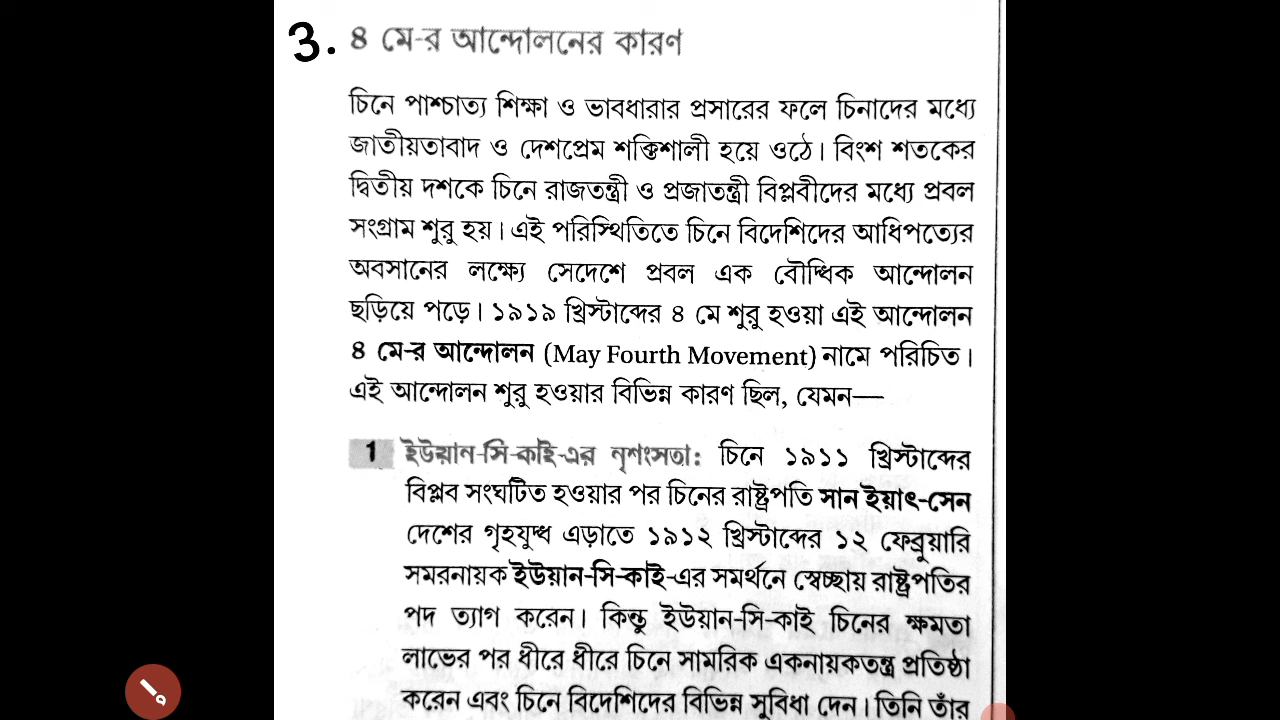 3. ৪ মে-র আন্দোলনের কারণ
চিনে পাশ্চাত্য শিক্ষা ও ভাবধারার প্রসারের ফলে চিনাদের মধ্যে
জাতীয়তাবাদ ও দেশপ্রেম শক্তিশালী হয়ে ওঠে। বিংশ শতকের
দ্বিতীয় দশকে চিনে রাজতন্ত্রী ও প্রজাতন্ত্রী বিপ্লবীদের মধ্যে প্রবল
সংগ্রাম শুরু হয়। এই পরিস্থিতিতে চিনে বিদেশিদের আধিপত্যের
অবসানের লক্ষ্যে সেদেশে প্রবল এক বৌদ্ধিক আন্দোলন
ছড়িয়ে পড়ে। ১৯১৯ খ্রিস্টাব্দের ৪ মে শুরু হওয়া এই আন্দোলন
৪ মে-র আন্দোলন (May Fourth Movement) নামে পরিচিত।
এই আন্দোলন শুরু হওয়ার বিভিন্ন কারণ ছিল, যেমন—
1 ইউয়ান-সি-কাই-এর নৃশংসতা: চিনে ১৯১১ খ্রিস্টাব্দের
বিপ্লব সংঘটিত হওয়ার পর চিনের রাষ্ট্রপতি সান ইয়াৎ-সেন
দেশের গৃহযুদ্ধ এড়াতে ১৯১২ খ্রিস্টাব্দের ১২ ফেব্রুয়ারি
সমরনায়ক ইউয়ান-সি-কাই-এর সমর্থনে স্বেচ্ছায় রাষ্ট্রপতির
পদ ত্যাগ করেন। কিন্তু ইউয়ান-সি-কাই চিনের ক্ষমতা
লাভের পর ধীরে ধীরে চিনে সামরিক একনায়কতন্ত্র প্রতিষ্ঠা
করেন এবং চিনে বিদেশিদের বিভিন্ন সুবিধা দেন। তিনি তাঁর